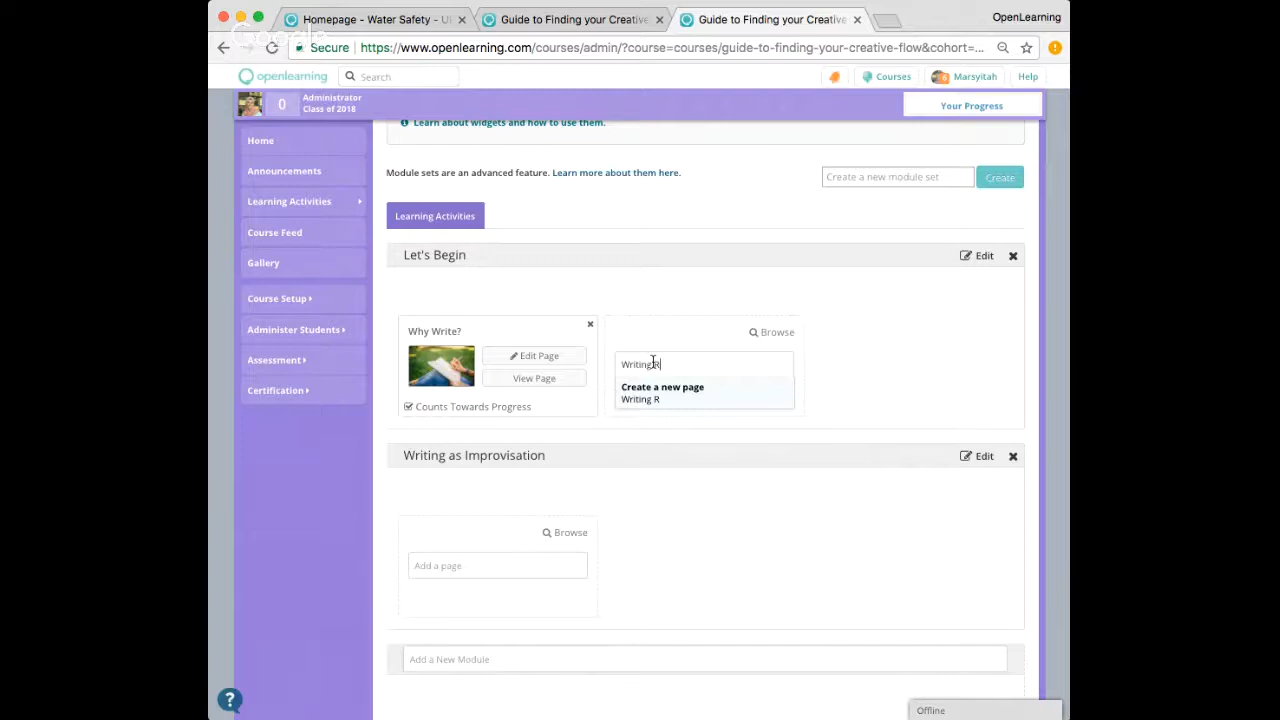 Homepage - Water Safety - U
Guide to Finding your Creative
Guide to Finding your Creative
OpenLearning
Google
Secure
https://www.openlearning.com/courses/admin/?course=courses/guide-to-finding-your-creative-flow&cohort=...
openlearning
Search
Courses
6
Marsyitah
Help
0
Administrator
Class of 2018
Your Progress
Home
Announcements
Learning Activities
Course Feed
Gallery
Course Setup
Administer Students
Assessment
Certification
Learn about widgets and how to use them.
Module sets are an advanced feature. Learn more about them here.
Create a new module set
Create
Learning Activities
Let's Begin
Edit
Why Write?
Edit Page
View Page
Counts Towards Progress
Browse
Writing R
Create a new page
Writing R
Writing as Improvisation
Edit
Browse
Add a page
Add a New Module
?
Offline